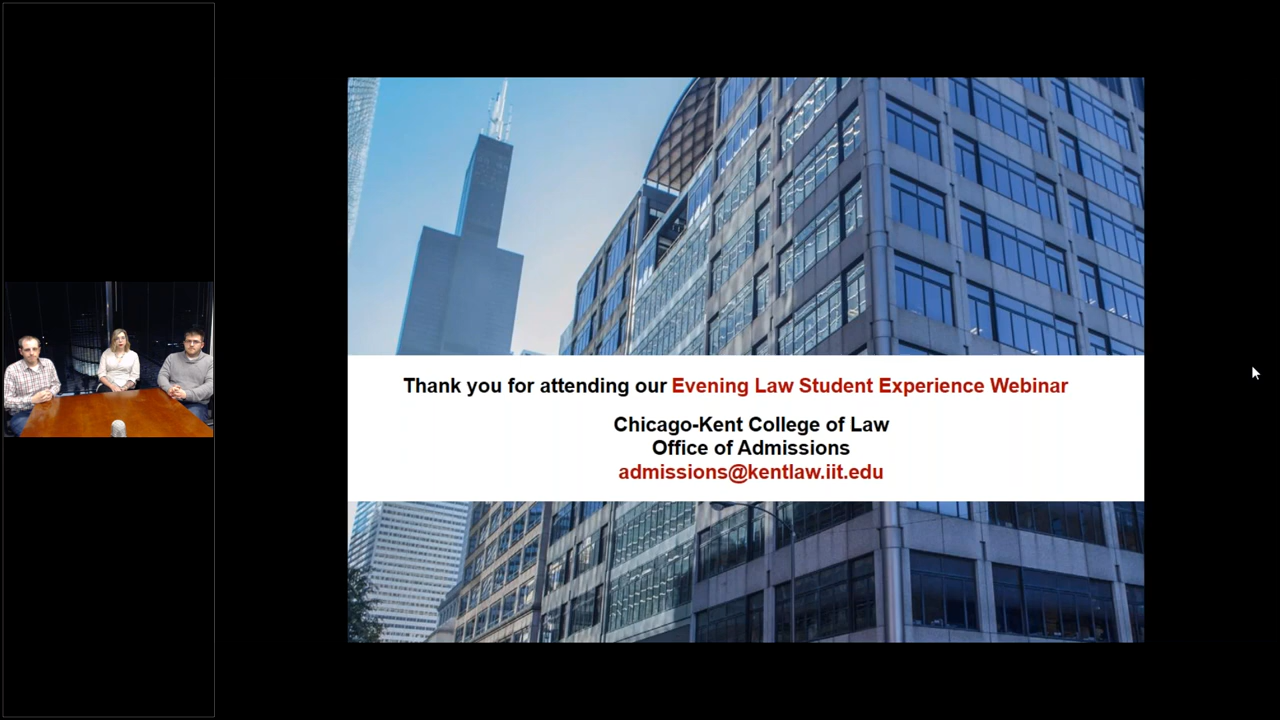 Thank you for attending our Evening Law Student Experience Webinar
Chicago-Kent College of Law
Office of Admissions
admissions@kentlaw.iit.edu